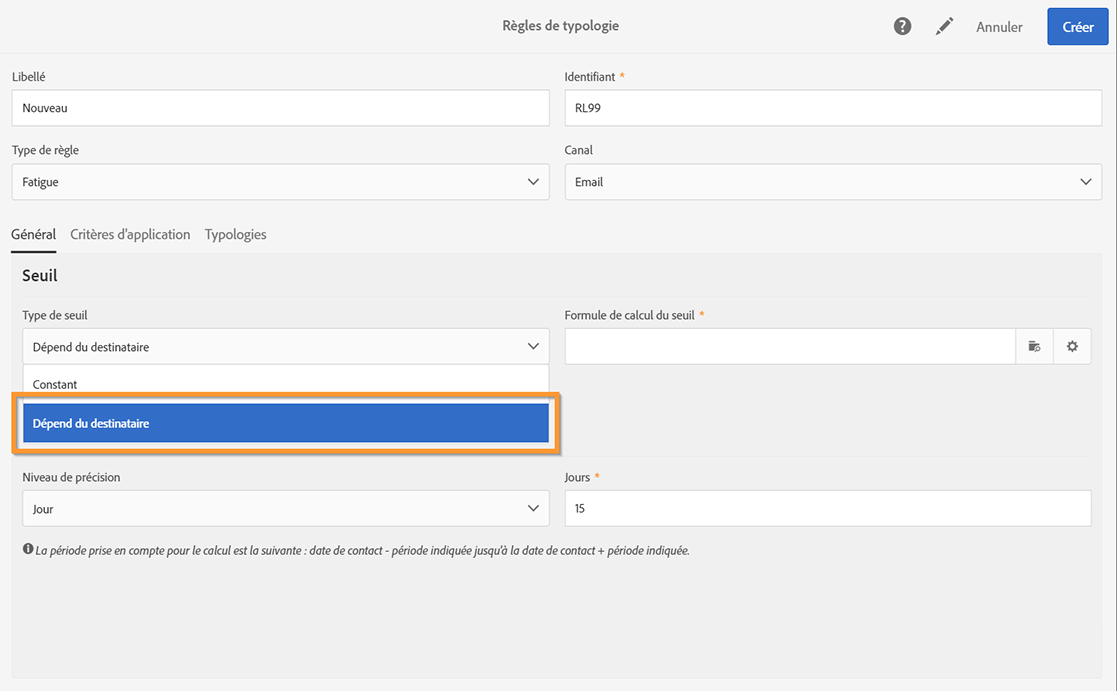 Règles de typologie
Annuler
Créer
Libellé
Identifiant *
Nouveau
RL99
Type de règle
Canal
Fatigue
Email
Général
Critères d'application
Typologies
Seuil
Type de seuil
Formule de calcul du seuil *
Dépend du destinataire
Constant
Dépend du destinataire
Niveau de précision
Jours *
Jour
15
La période prise en compte pour le calcul est la suivante : date de contact - période indiquée jusqu'à la date de contact + période indiquée.